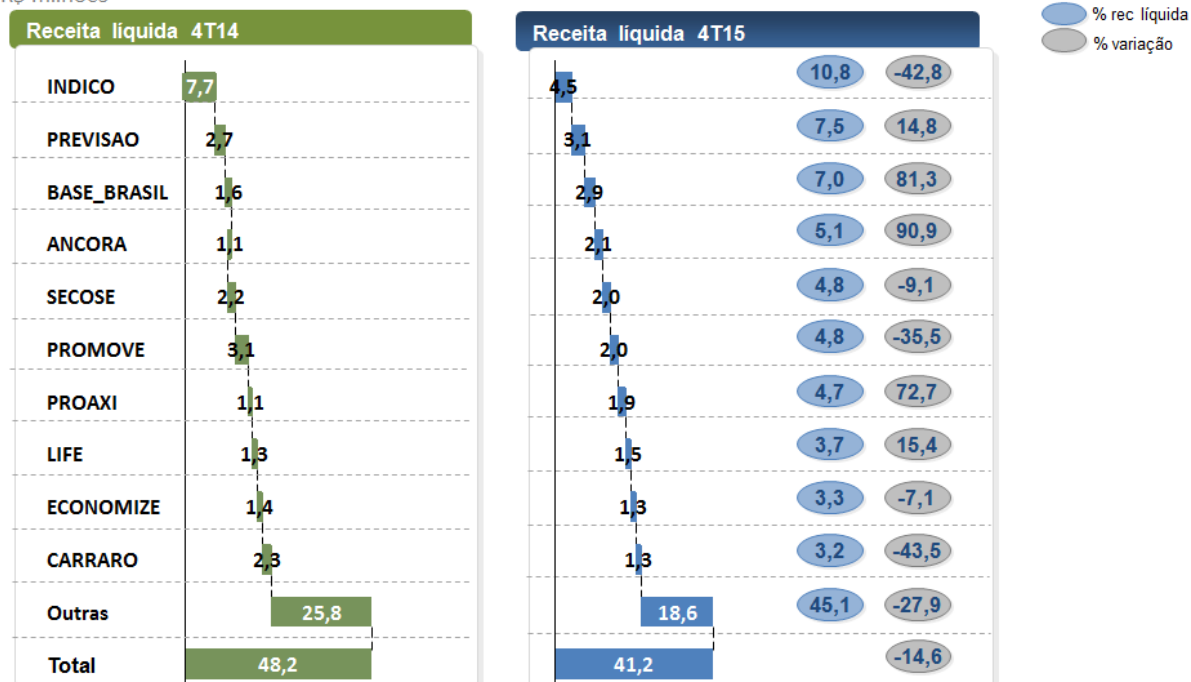 R$ milhões
Receita líquida 4T14
Receita líquida 4T15
% rec líquida
% variação
INDICO 7,7 4,5 10,8 -42,8
PREVISAO 2,7 3,1 7,5 14,8
BASE_BRASIL 1,6 2,9 7,0 81,3
ANCORA 1,1 2,1 5,1 90,9
SECOSE 2,2 2,0 4,8 -9,1
PROMOVE 3,1 2,0 4,8 -35,5
PROAXI 1,1 1,9 4,7 72,7
LIFE 1,3 1,5 3,7 15,4
ECONOMIZE 1,4 1,3 3,3 -7,1
CARRARO 2,3 1,3 3,2 -43,5
Outras 25,8 18,6 45,1 -27,9
Total 48,2 41,2 -14,6